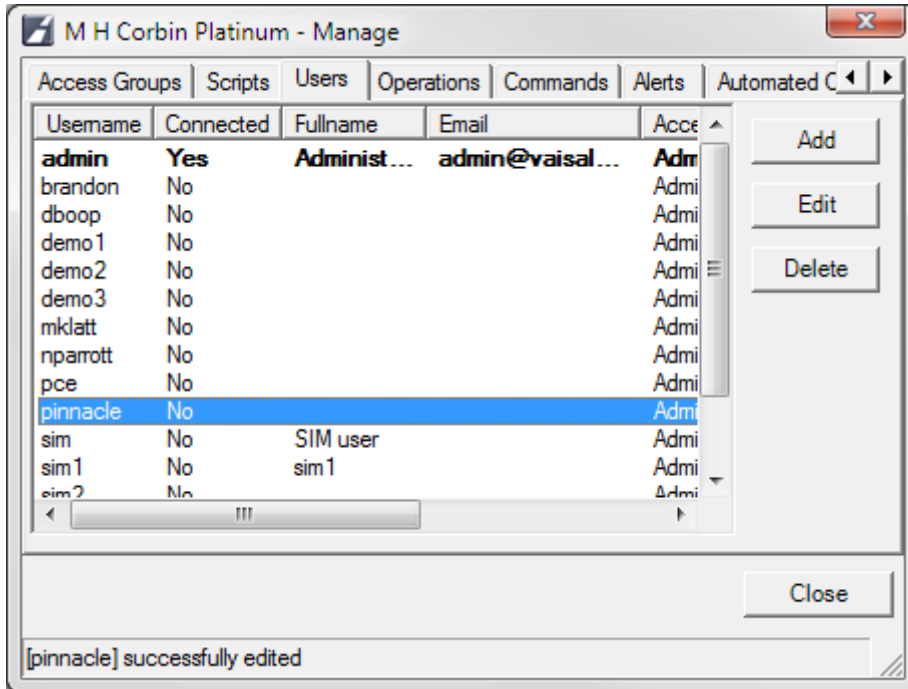 M H Corbin Platinum - Manage
Access Groups Scripts Users Operations Commands Alerts Automated C
Username Connected Fullname Email Acce
admin Yes Administ... admin@vaisal... Adm
brandon No Admi
dboop No Admi
demo1 No Admi
demo2 No Admi
demo3 No Admi
mklatt No Admi
nparrott No Admi
pce No Admi
pinnacle No Admi
sim No SIM user Admi
sim1 No sim1 Admi
sim2 No Admi
Add
Edit
Delete
Close
[pinnacle] successfully edited